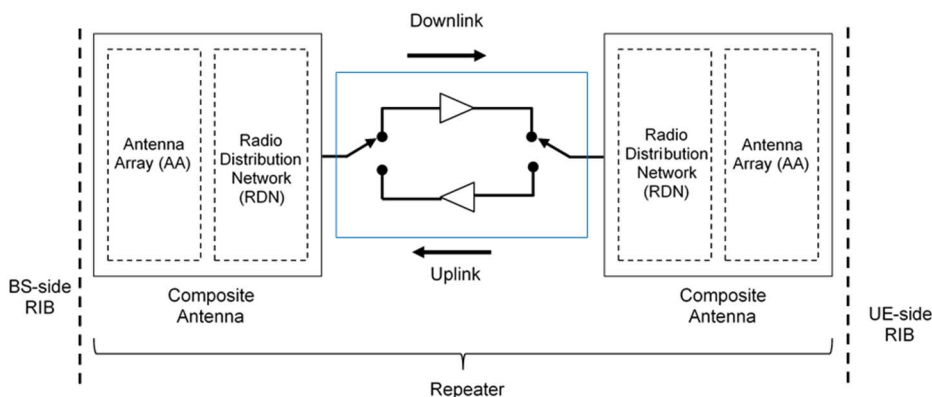 Downlink
Antenna
Array (AA)
Radio
Distribution
Network
(RDN)
Radio
Distribution
Network
(RDN)
Antenna
Array (AA)
Uplink
BS-side
RIB
Composite
Antenna
Composite
Antenna
UE-side
RIB
Repeater